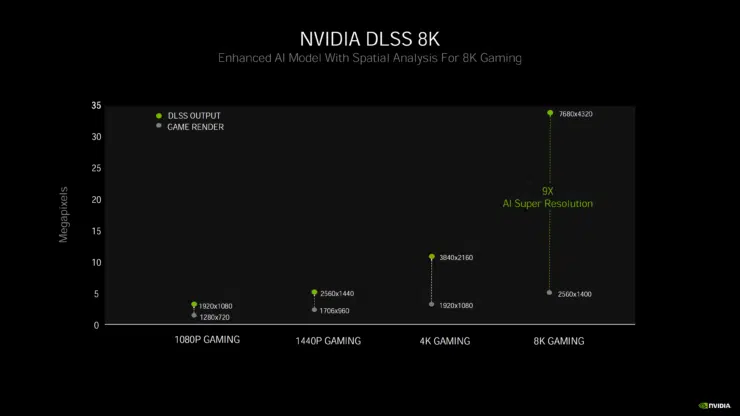 NVIDIA DLSS 8K
Enhanced AI Model With Spatial Analysis For 8K Gaming
Megapixels
35
30
25
20
15
10
5
0
DLSS OUTPUT
GAME RENDER
1920x1080
1280x720
2560x1440
1706x960
3840x2160
1920x1080
7680x4320
9X
AI Super Resolution
2560x1400
1080P GAMING
1440P GAMING
4K GAMING
8K GAMING
NVIDIA